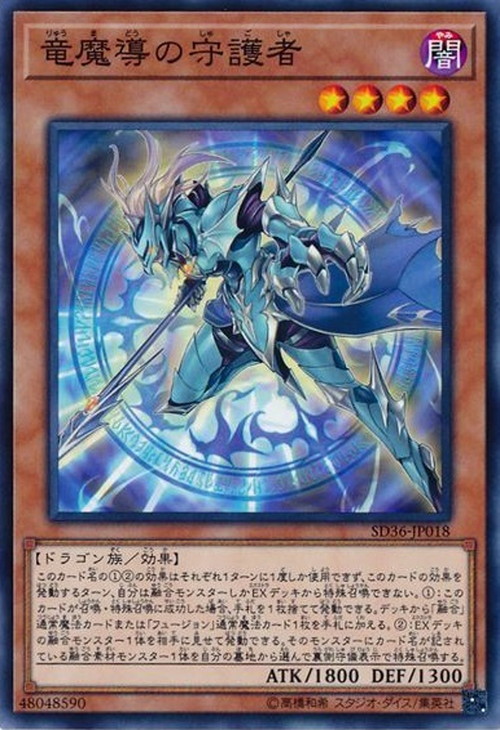 竜魔導の守護者
闇
SD36-JP018
【ドラゴン族／効果】
このカード名の①②の効果はそれぞれ1ターンに1度しか使用できず、このカードの効果を
発動するターン、自分は融合モンスターしかEXデッキから特殊召喚できない。①：この
カードが召喚・特殊召喚に成功した場合、手札を1枚捨てて発動できる。デッキから「融合」
通常魔法カードまたは「フュージョン」通常魔法カード1枚を手札に加える。②：EXデッキ
の融合モンスター1体を相手に見せて発動できる。そのモンスターにカード名が記され
ている融合素材モンスター1体を自分の墓地から選んで裏側守備表示で特殊召喚する。
ATK/1800 DEF/1300
48048590
©高橋和希 スタジオ・ダイス/集英社